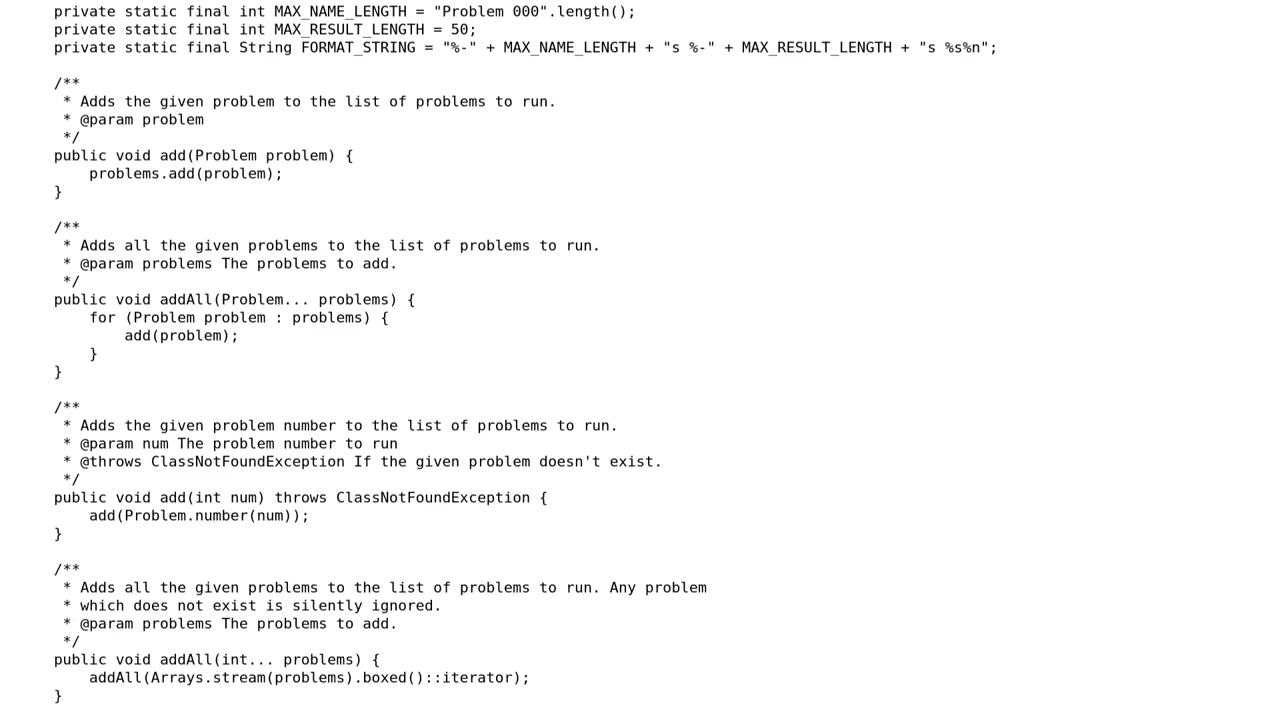 private static final int MAX_NAME_LENGTH = "Problem 000".length();
private static final int MAX_RESULT_LENGTH = 50;
private static final String FORMAT_STRING = "%-" + MAX_NAME_LENGTH + "s %-" + MAX_RESULT_LENGTH + "s %s%n";
/**
* Adds the given problem to the list of problems to run.
* @param problem
*/
public void add(Problem problem) {
problems.add(problem);
}
/**
* Adds all the given problems to the list of problems to run.
* @param problems The problems to add.
*/
public void addAll(Problem... problems) {
for (Problem problem : problems) {
add(problem);
}
}
/**
* Adds the given problem number to the list of problems to run.
* @param num The problem number to run
* @throws ClassNotFoundException If the given problem doesn't exist.
*/
public void add(int num) throws ClassNotFoundException {
add(Problem.number(num));
}
/**
* Adds all the given problems to the list of problems to run. Any problem
* which does not exist is silently ignored.
* @param problems The problems to add.
*/
public void addAll(int... problems) {
addAll(Arrays.stream(problems).boxed()::iterator);
}